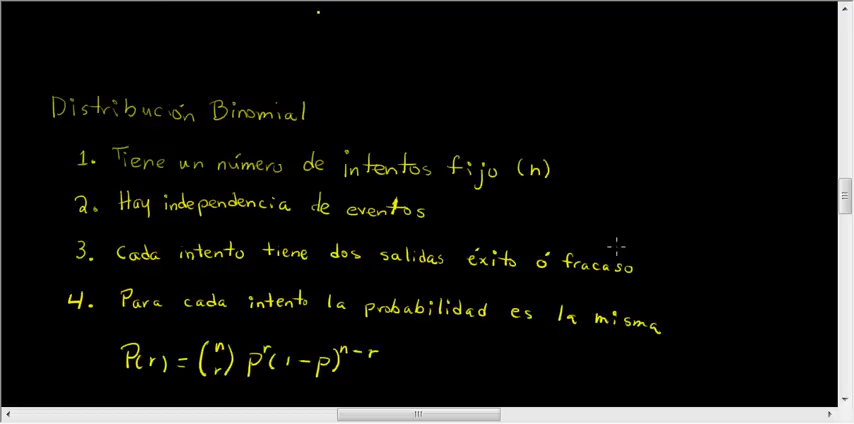 Distribución Binomial
1. Tiene un número de intentos fijo (n)
2. Hay independencia de eventos
3. Cada intento tiene dos salidas éxito ó fracaso
4. Para cada intento la probabilidad es la misma
P(r) = (n r) p^r (1 - p)^{n - r}